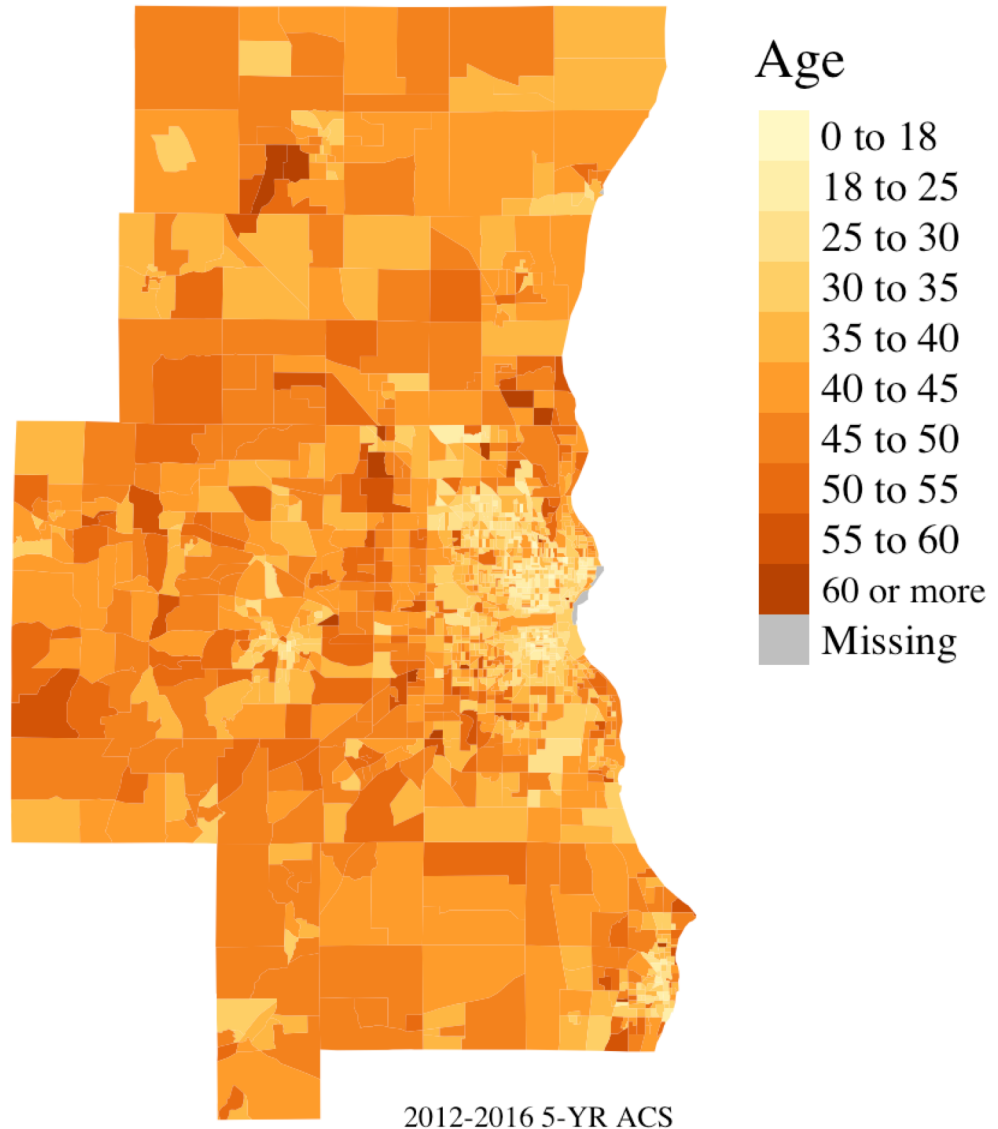 Age
0 to 18
18 to 25
25 to 30
30 to 35
35 to 40
40 to 45
45 to 50
50 to 55
55 to 60
60 or more
Missing
2012-2016 5-YR ACS